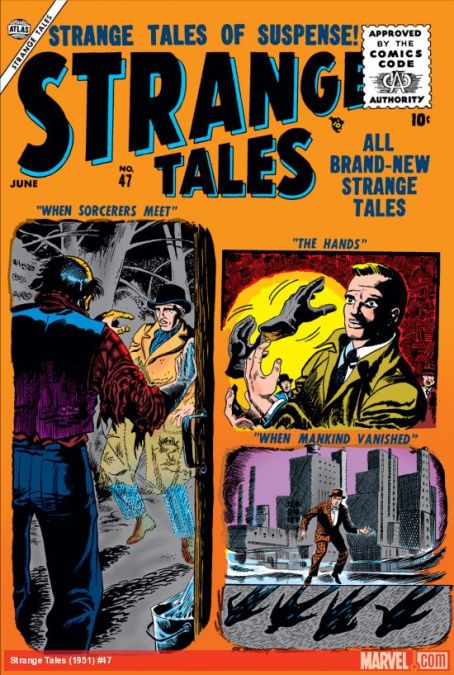 ATLAS
STRANGE TALES
STRANGE TALES OF SUSPENSE!
APPROVED
BY THE
COMICS
CODE
CA
AUTHORITY
STRANGE
TALES
10¢
JUNE
NO.
47
ALL
BRAND-NEW
STRANGE
TALES
"WHEN SORCERERS MEET"
"THE HANDS"
"WHEN MANKIND VANISHED"
Strange Tales (1951) #47
MARVEL.com